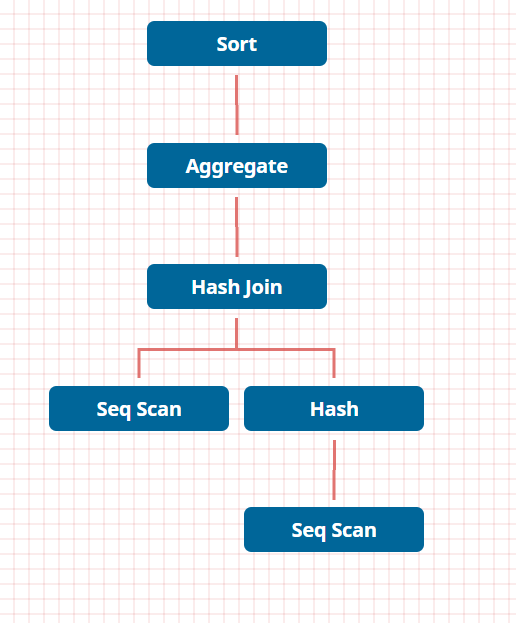 Sort
Aggregate
Hash Join
Seq Scan
Hash
Seq Scan